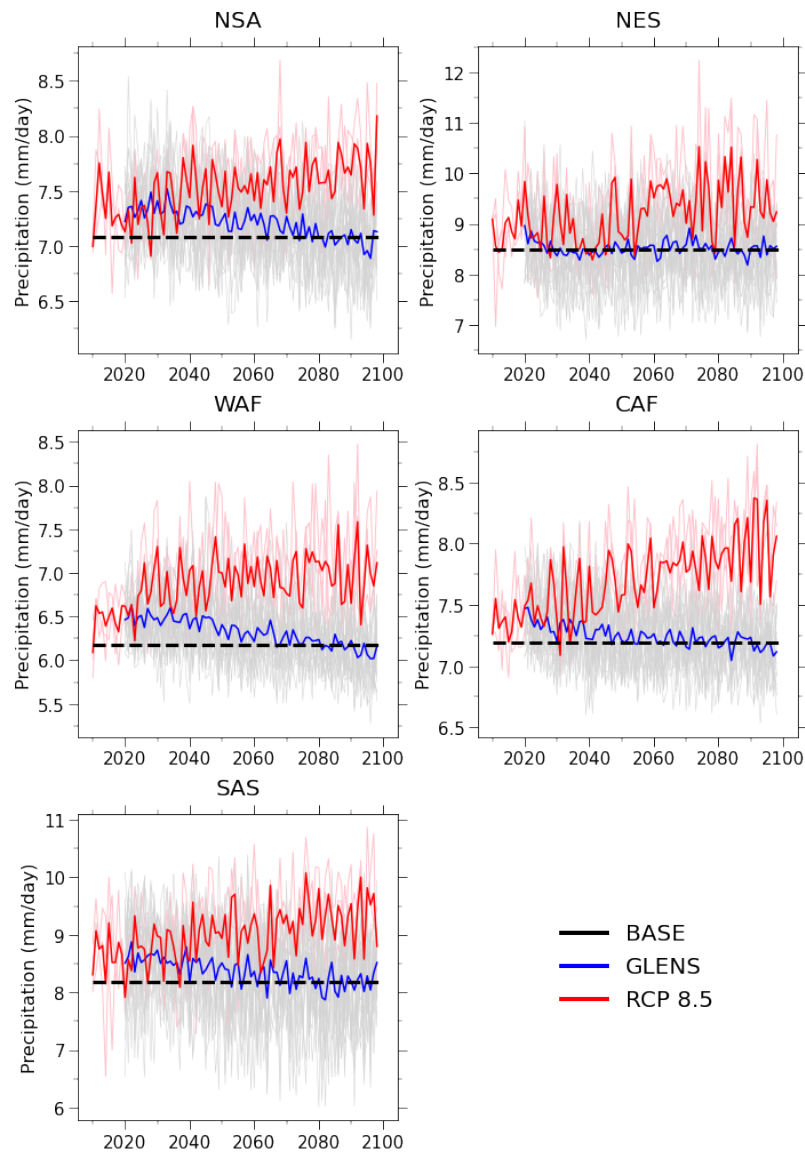 NSA
Precipitation (mm/day)
8.5
8.0
7.5
7.0
6.5
2020 2040 2060 2080 2100
NES
Precipitation (mm/day)
12
11
10
9
8
7
2020 2040 2060 2080 2100
WAF
Precipitation (mm/day)
8.5
8.0
7.5
7.0
6.5
6.0
5.5
2020 2040 2060 2080 2100
CAF
Precipitation (mm/day)
8.5
8.0
7.5
7.0
6.5
2020 2040 2060 2080 2100
SAS
Precipitation (mm/day)
11
10
9
8
7
6
2020 2040 2060 2080 2100
BASE
GLENS
RCP 8.5